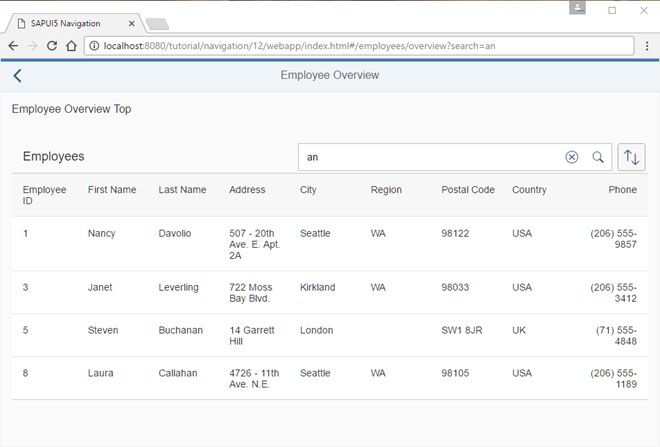 SAPUI5 Navigation
localhost:8080/tutorial/navigation/12/webapp/index.html#/employees/overview?search=an
Employee Overview
Employee Overview Top
Employees
an
Employee ID First Name Last Name Address City Region Postal Code Country Phone
1 Nancy Davolio 507 - 20th Ave. E. Apt. 2A Seattle WA 98122 USA (206) 555-9857
3 Janet Leverling 722 Moss Bay Blvd. Kirkland WA 98033 USA (206) 555-3412
5 Steven Buchanan 14 Garrett Hill London SW1 8JR UK (71) 555-4848
8 Laura Callahan 4726 - 11th Ave. N.E. Seattle WA 98105 USA (206) 555-1189